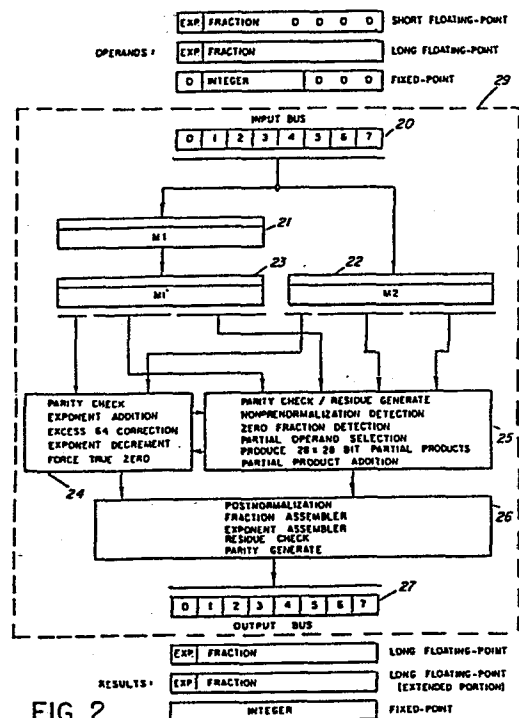 EXP. FRACTION 0 0 0 0 SHORT FLOATING-POINT
OPERANDS: EXP. FRACTION LONG FLOATING-POINT
0 INTEGER 0 0 0 FIXED-POINT
29
INPUT BUS
20
0 1 2 3 4 5 6 7
21
M1
23
M1'
22
M2
PARITY CHECK
EXPONENT ADDITION
EXCESS 64 CORRECTION
EXPONENT DECREMENT
FORCE TRUE ZERO
24
PARITY CHECK / RESIDUE GENERATE
NONPRENORMALIZATION DETECTION
ZERO FRACTION DETECTION
PARTIAL OPERAND SELECTION
PRODUCE 28 x 28 BIT PARTIAL PRODUCTS
PARTIAL PRODUCT ADDITION
25
POSTNORMALIZATION
FRACTION ASSEMBLER
EXPONENT ASSEMBLER
RESIDUE CHECK
PARITY GENERATE
26
27
0 1 2 3 4 5 6 7
OUTPUT BUS
EXP. FRACTION LONG FLOATING-POINT
RESULTS: EXP. FRACTION LONG FLOATING-POINT
[EXTENDED PORTION]
INTEGER FIXED-POINT
FIG. 2